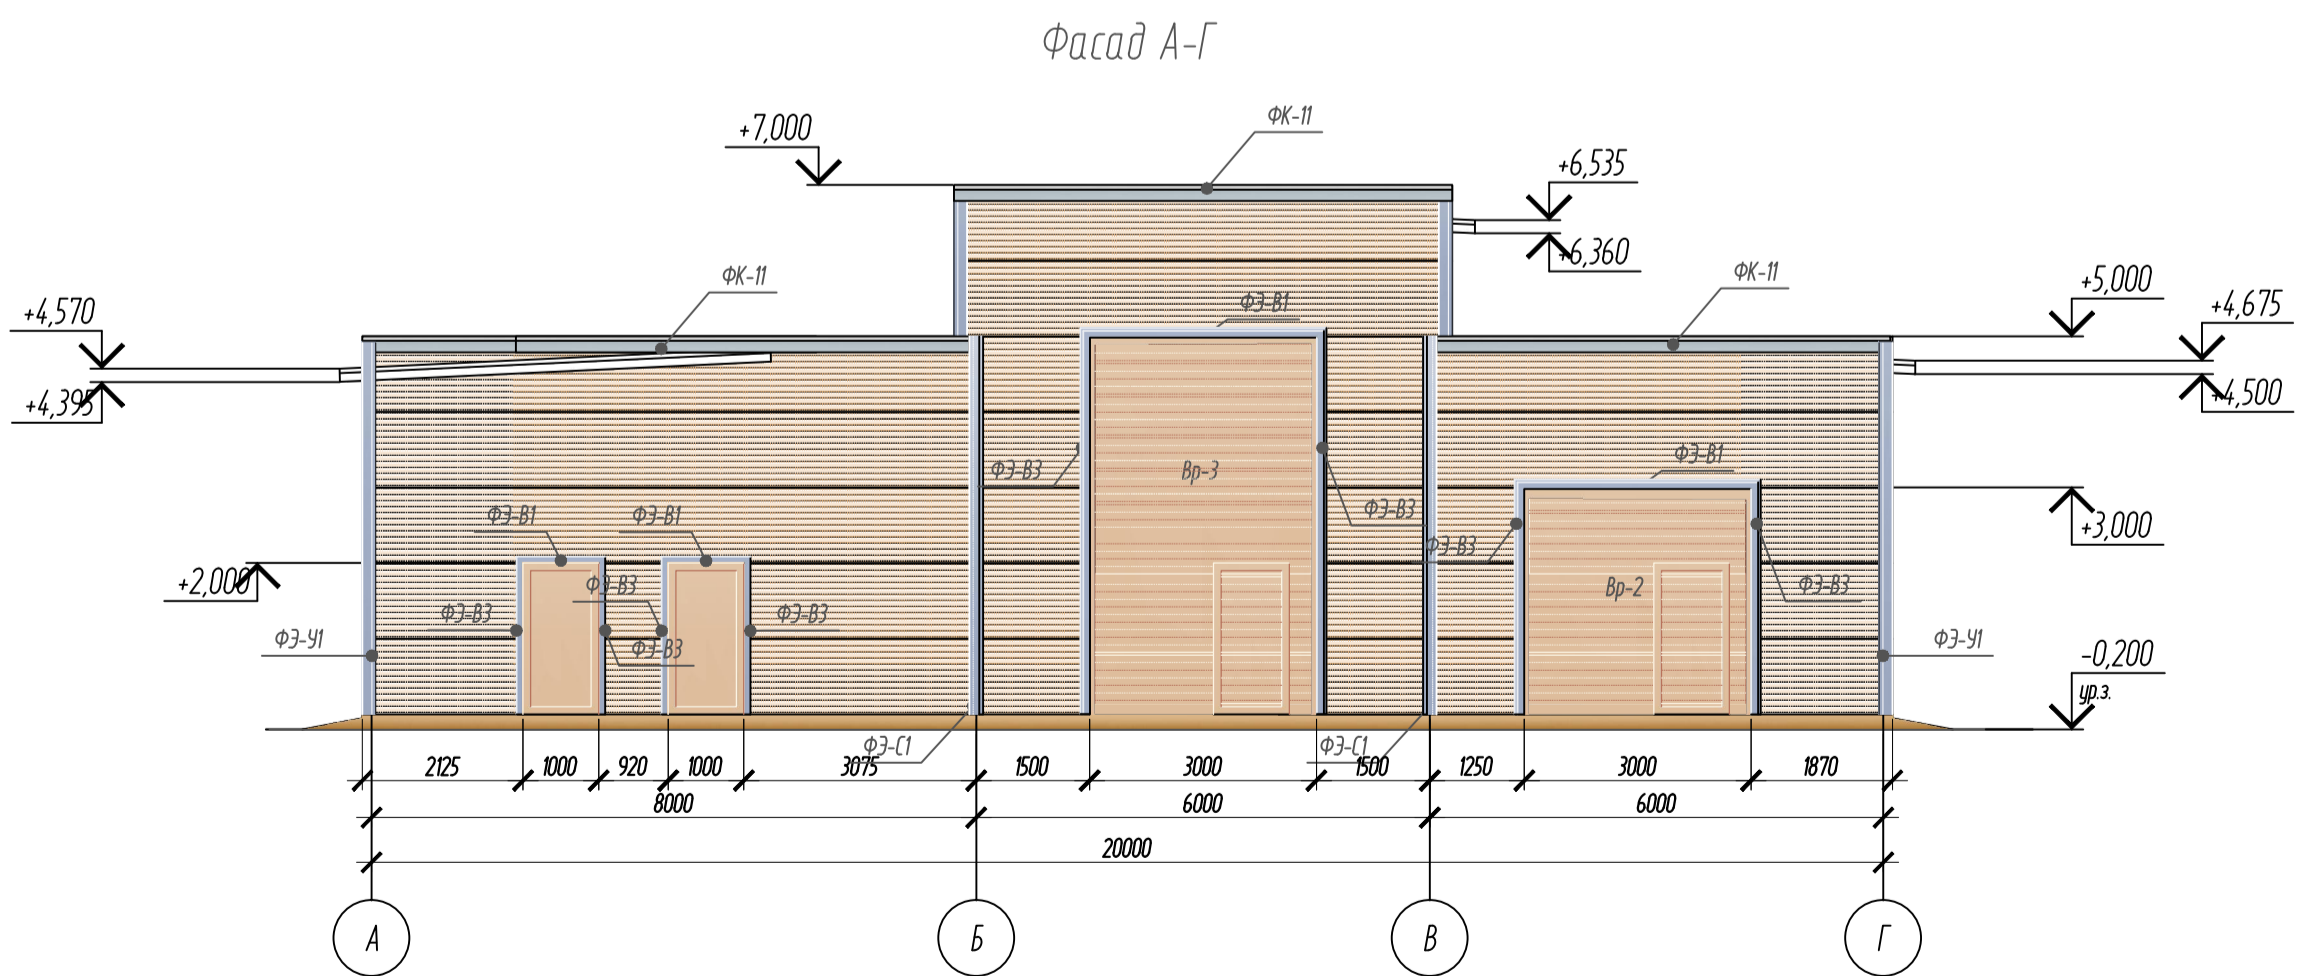 Фасад А-Г
ФК-11
+7,000
+6,535
+6,360
ФК-11
ФК-11
+5,000
+4,570
+4,675
ФЭ-В1
+4,395
+4,500
ФЭ-В1
ФЭ-В3
Вр-3
ФЭ-В1
ФЭ-В1
ФЭ-В3
+3,000
ФЭ-В3
+2,000
ФЭ-В3
Вр-2
ФЭ-В3
ФЭ-В3
ФЭ-В3
ФЭ-У1
ФЭ-В3
ФЭ-У1
-0,200
ур.з.
ФЭ-С1
ФЭ-С1
2125
1000
920
1000
3075
1500
3000
1500
1250
3000
1870
8000
6000
6000
20000
А
Б
В
Г